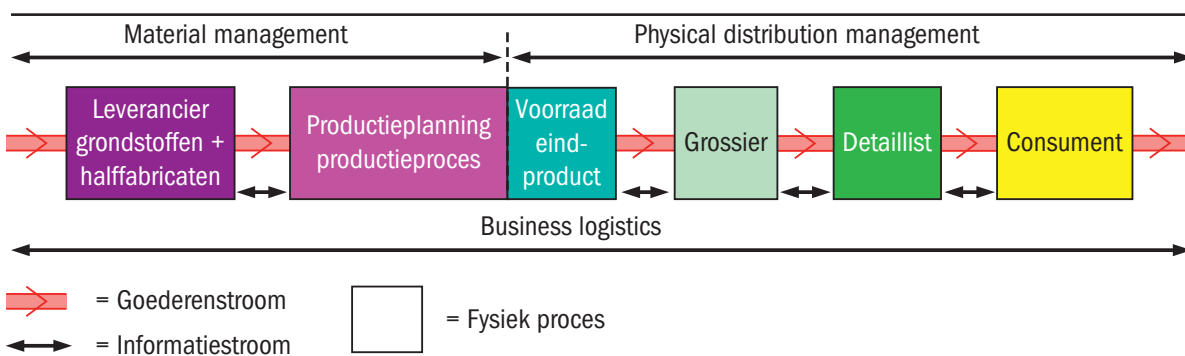 Material management
Physical distribution management
Leverancier
grondstoffen +
halffabricaten
Productieplanning
productieproces
Voorraad
eind-
product
Grossier
Detaillist
Consument
Business logistics
= Goederenstroom
= Informatiestroom
= Fysiek proces